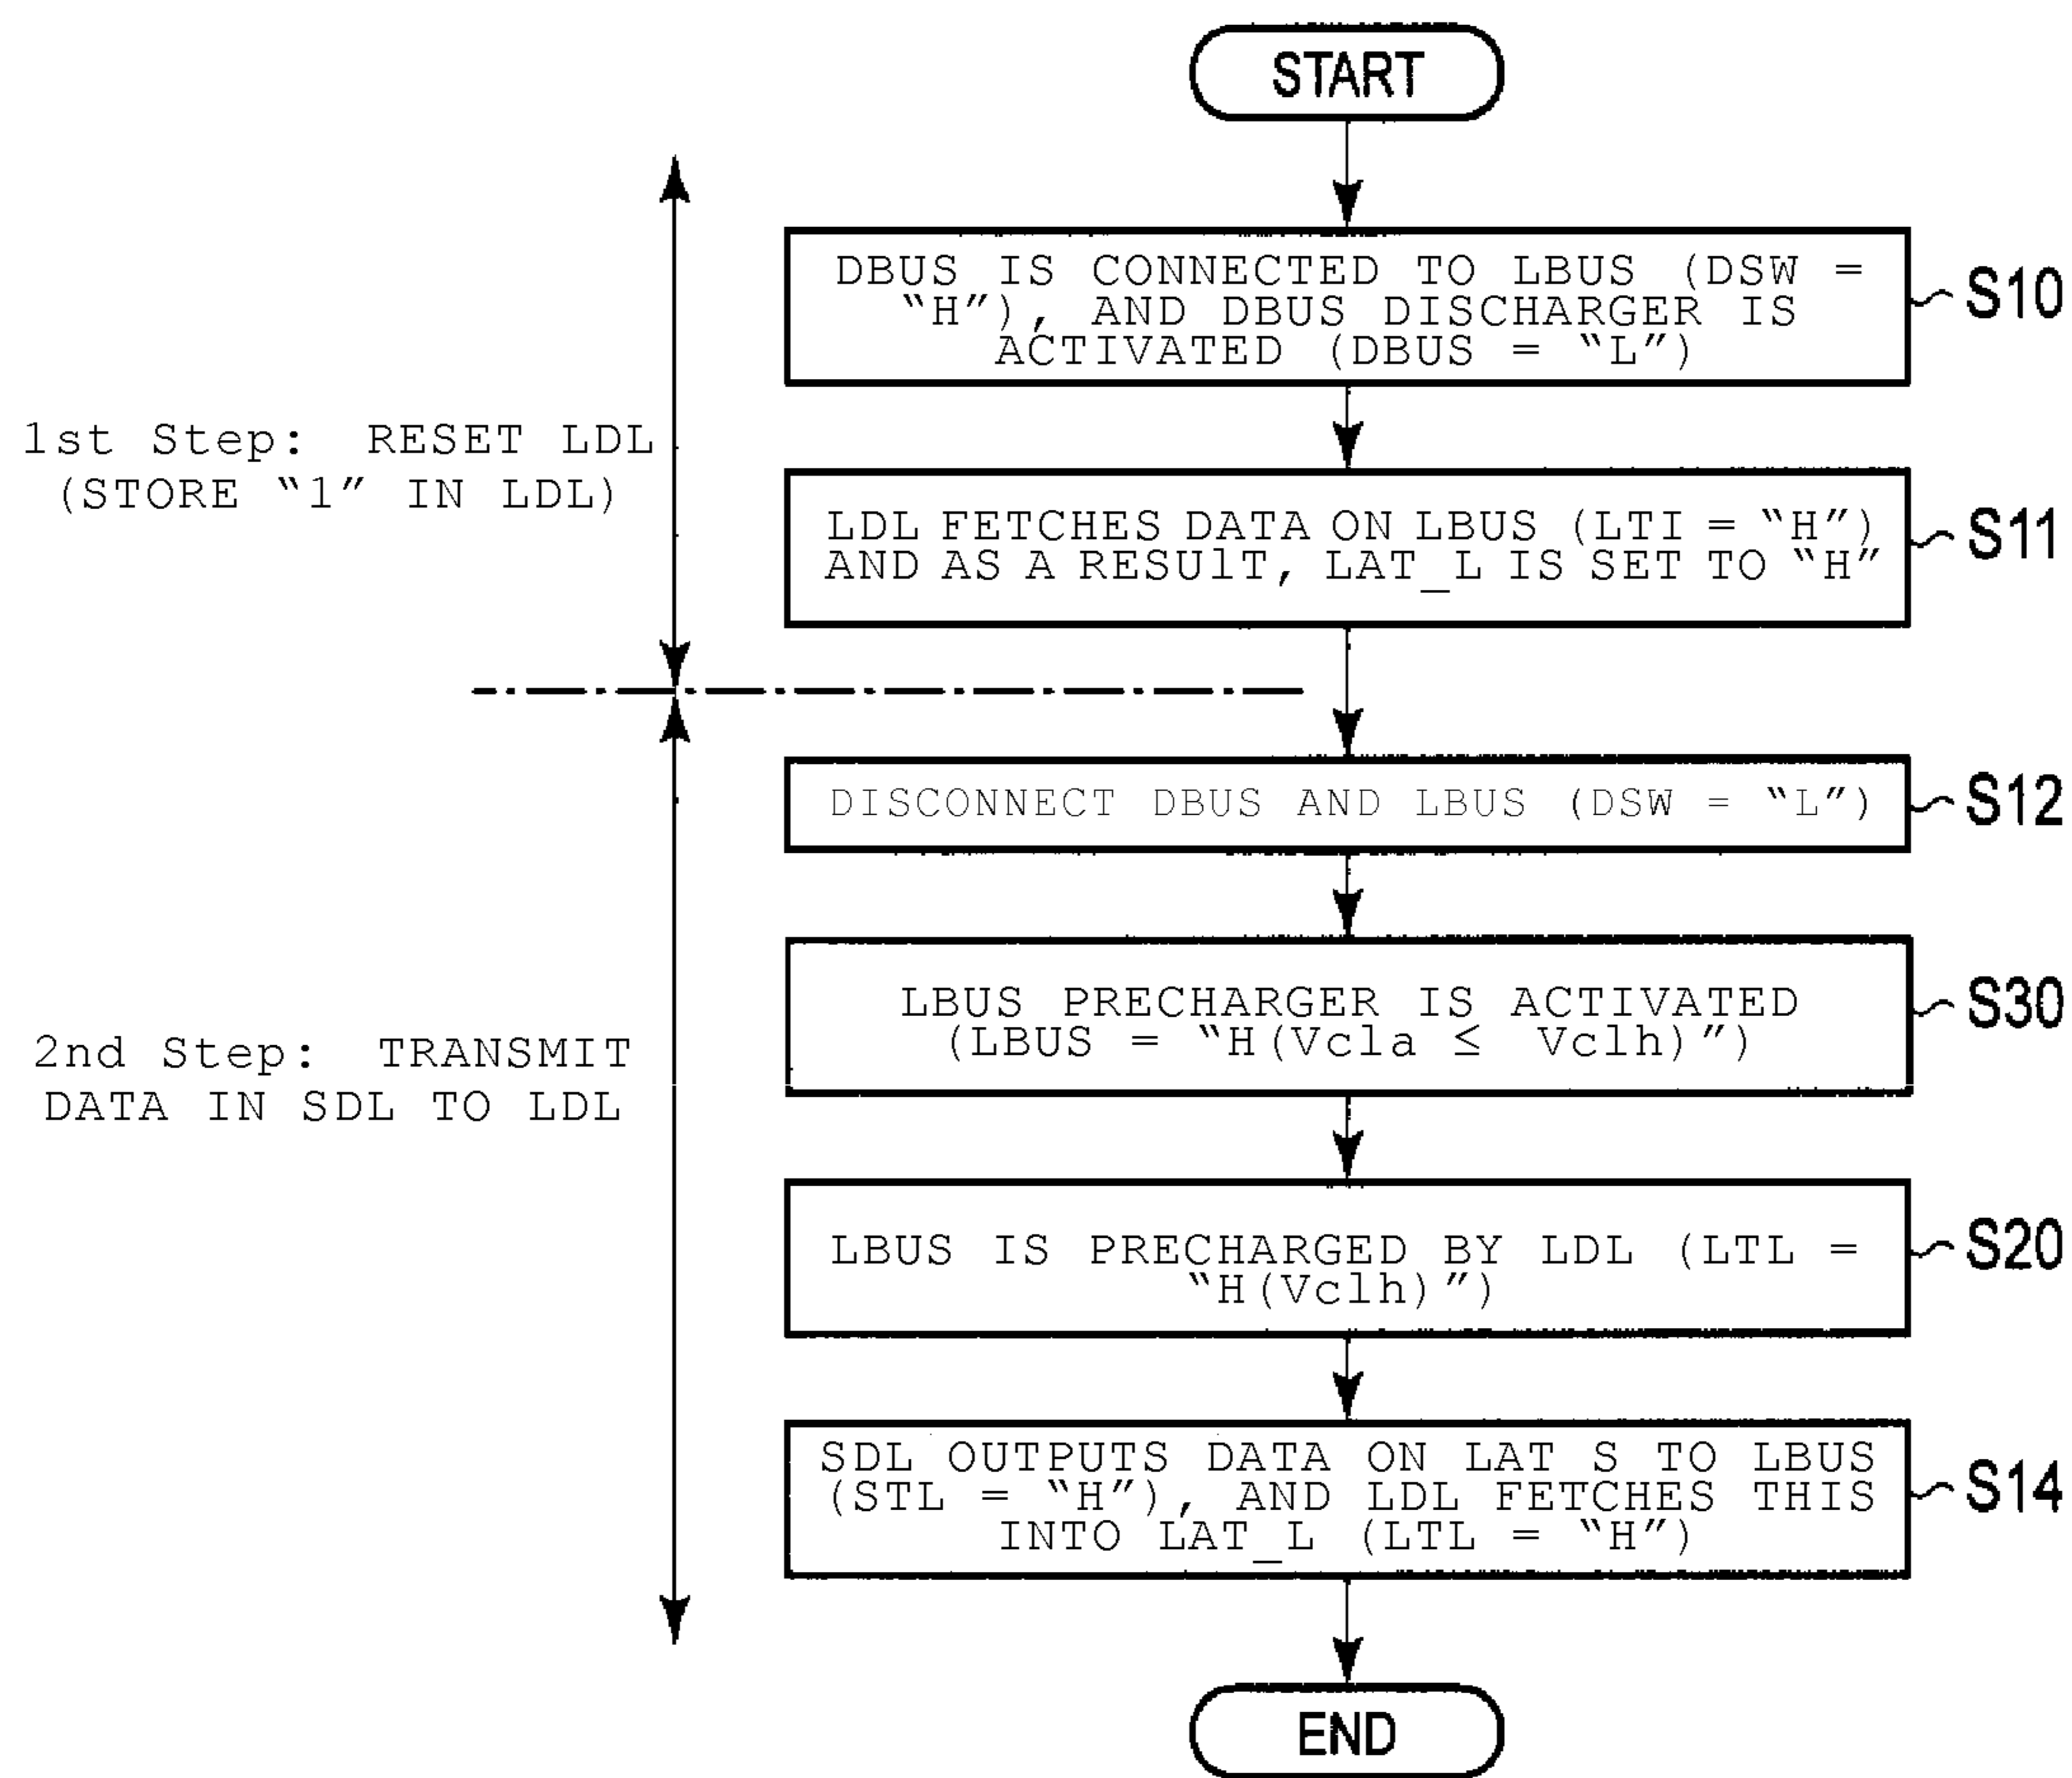 START
DBUS IS CONNECTED TO LBUS (DSW =
“H”), AND DBUS DISCHARGER IS
ACTIVATED (DBUS = “L”)
S10
1st Step: RESET LDL
(STORE “1” IN LDL)
LDL FETCHES DATA ON LBUS (LTI = “H”)
AND AS A RESUlT, LAT_L IS SET TO “H”
S11
DISCONNECT DBUS AND LBUS (DSW = “L”)
S12
LBUS PRECHARGER IS ACTIVATED
(LBUS = “H(Vcla ≤ Vclh)”)
S30
2nd Step: TRANSMIT
DATA IN SDL TO LDL
LBUS IS PRECHARGED BY LDL (LTL =
“H(Vclh)”)
S20
SDL OUTPUTS DATA ON LAT S TO LBUS
(STL = “H”), AND LDL FETCHES THIS
INTO LAT_L (LTL = “H”)
S14
END